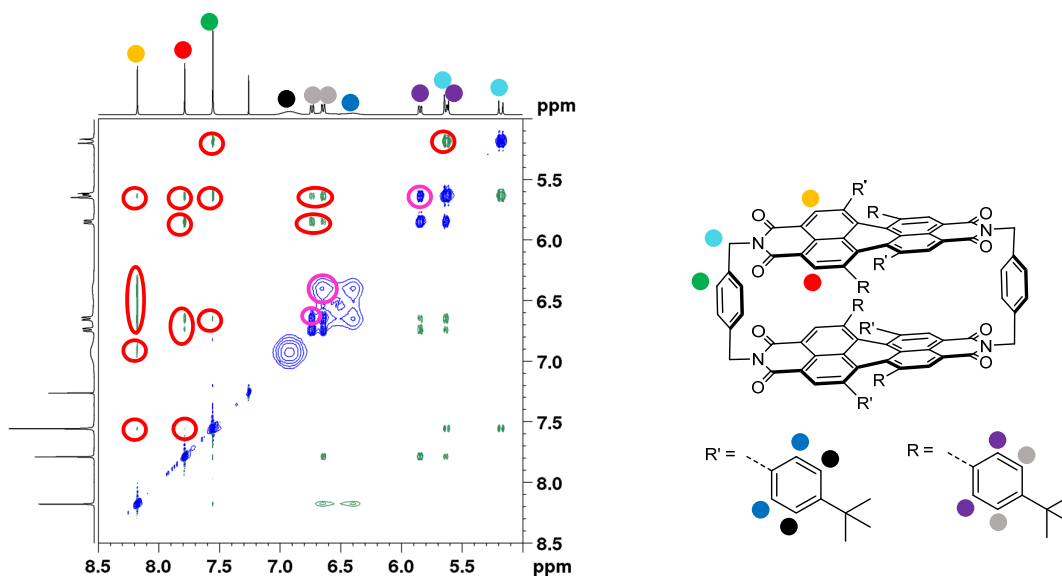 ppm
5.5
6.0
6.5
7.0
7.5
8.0
8.5
8.5 8.0 7.5 7.0 6.5 6.0 5.5 ppm
R' R
O O
N N
O R' O
R
R
O R' O
N N
O R O
R'
R' =
R =